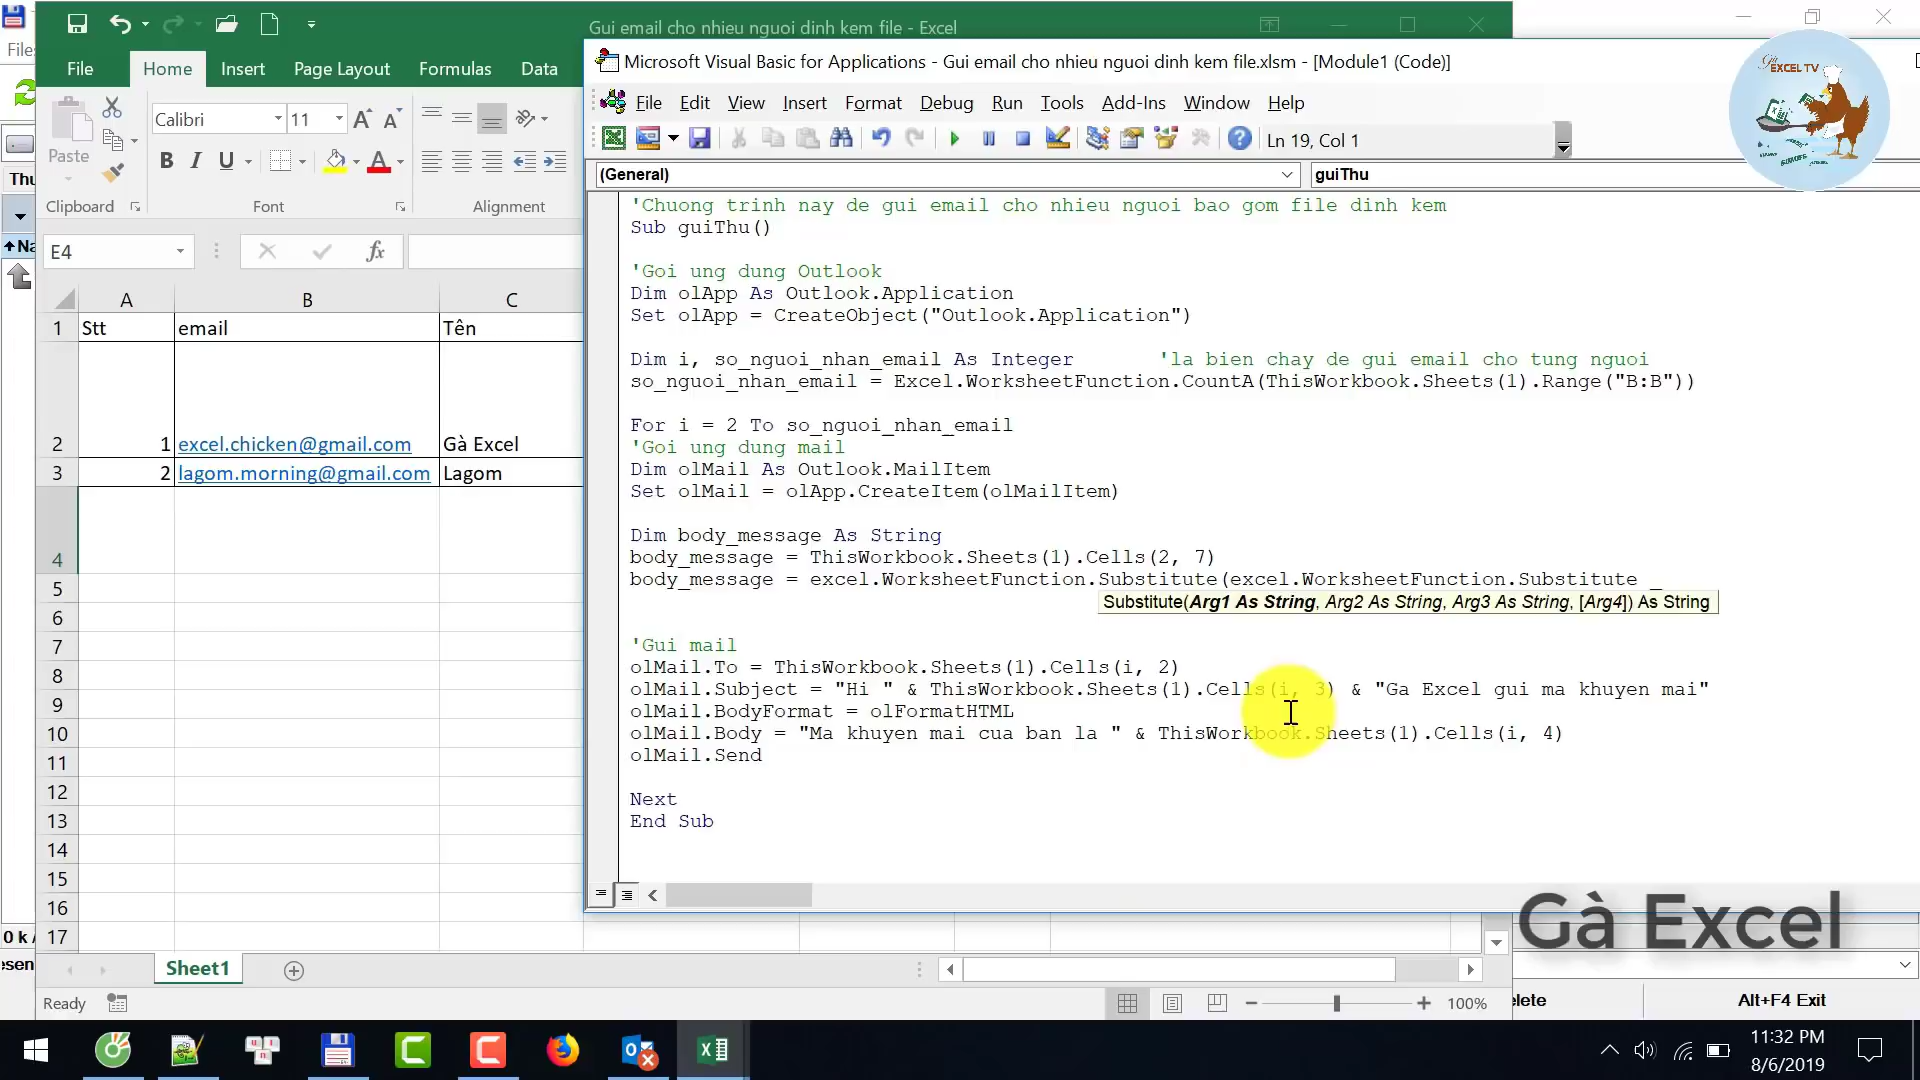 Gui email cho nhieu nguoi dinh kem file - Excel
Files
File Home Insert Page Layout Formulas Data
Paste
Calibri 11
B I U A
Thu
Clipboard Font Alignment
E4 fx
Na
A B C
1 Stt email Tên
2 1 excel.chicken@gmail.com Gà Excel
3 2 lagom.morning@gmail.com Lagom
4
5
6
7
8
9
10
11
12
13
14
15
16
17
0 k
Sheet1
Ready
100%
Microsoft Visual Basic for Applications - Gui email cho nhieu nguoi dinh kem file.xlsm - [Module1 (Code)]
File Edit View Insert Format Debug Run Tools Add-Ins Window Help
Ln 19, Col 1
(General) guiThu
'Chuong trinh nay de gui email cho nhieu nguoi bao gom file dinh kem
Sub guiThu()
'Goi ung dung Outlook
Dim olApp As Outlook.Application
Set olApp = CreateObject("Outlook.Application")
Dim i, so_nguoi_nhan_email As Integer 'la bien chay de gui email cho tung nguoi
so_nguoi_nhan_email = Excel.WorksheetFunction.CountA(ThisWorkbook.Sheets(1).Range("B:B"))
For i = 2 To so_nguoi_nhan_email
'Goi ung dung mail
Dim olMail As Outlook.MailItem
Set olMail = olApp.CreateItem(olMailItem)
Dim body_message As String
body_message = ThisWorkbook.Sheets(1).Cells(2, 7)
body_message = excel.WorksheetFunction.Substitute(excel.WorksheetFunction.Substitute _
Substitute(Arg1 As String, Arg2 As String, Arg3 As String, [Arg4]) As String
'Gui mail
olMail.To = ThisWorkbook.Sheets(1).Cells(i, 2)
olMail.Subject = "Hi " & ThisWorkbook.Sheets(1).Cells(i, 3) & "Ga Excel gui ma khuyen mai"
olMail.BodyFormat = olFormatHTML
olMail.Body = "Ma khuyen mai cua ban la " & ThisWorkbook.Sheets(1).Cells(i, 4)
olMail.Send
Next
End Sub
EXCEL TV
Gà Excel
Alt+F4 Exit
11:32 PM
8/6/2019